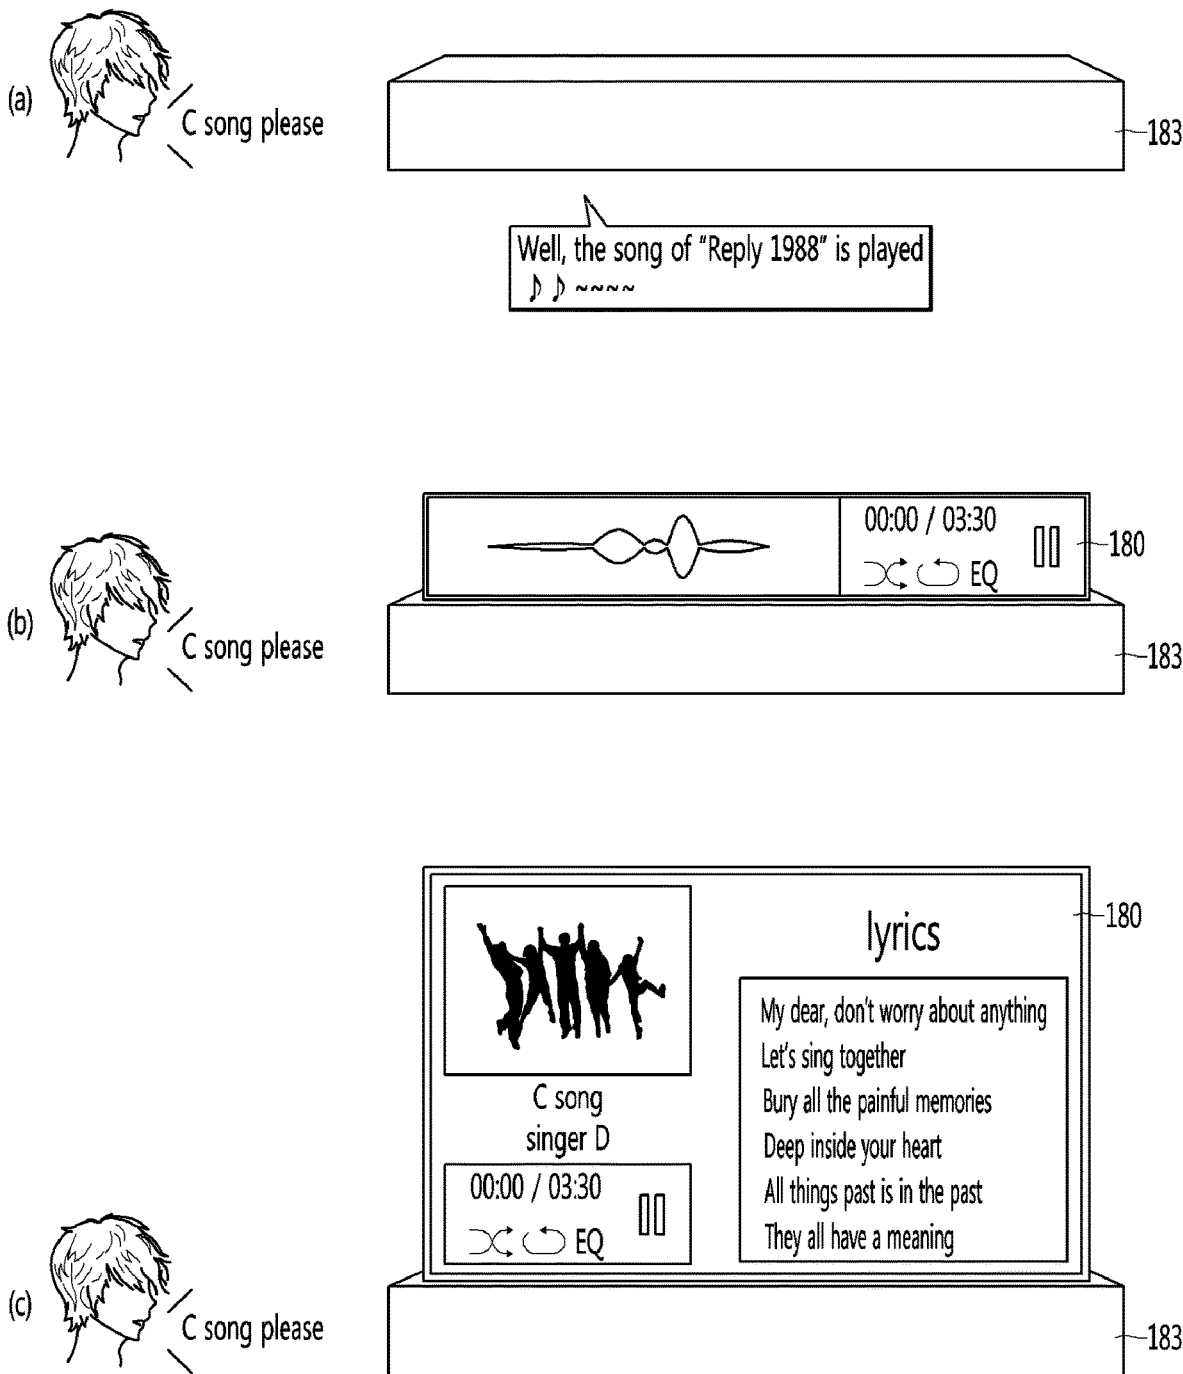 (a)
C song please
183
Well, the song of “Reply 1988” is played
♪ ♪ ~~~~
00:00 / 03:30
EQ
180
(b)
C song please
183
180
lyrics
My dear, don't worry about anything
Let's sing together
Bury all the painful memories
Deep inside your heart
All things past is in the past
They all have a meaning
C song
singer D
00:00 / 03:30
EQ
(c)
C song please
183